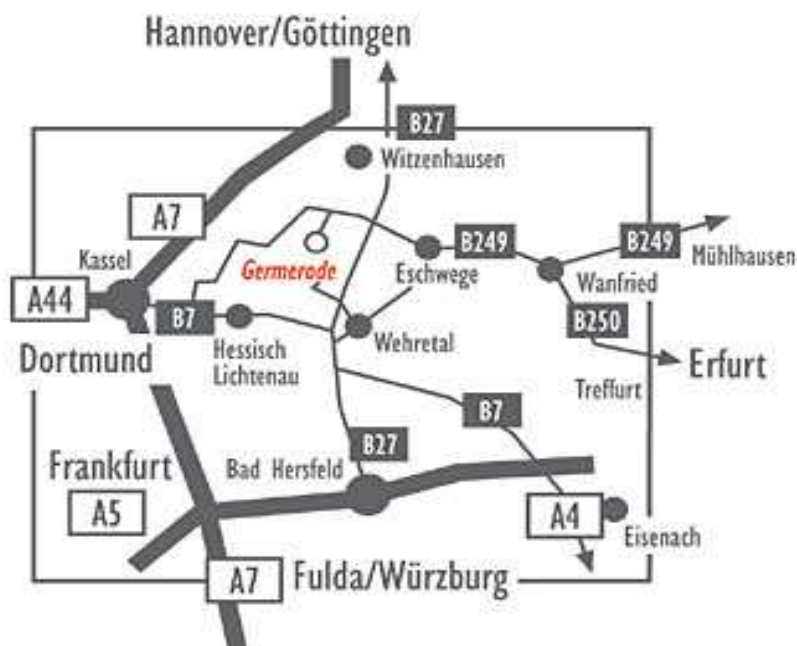 Hannover/Göttingen
B27
Witzenhausen
A7
B249
B249
Kassel
Germerode
Eschwege
Mühlhausen
Wanfried
A44
B7
B250
Dortmund
Hessisch
Lichtenau
Wehretal
Erfurt
Treffurt
B7
Frankfurt
Bad Hersfeld
B27
A5
A4
Eisenach
A7
Fulda/Würzburg